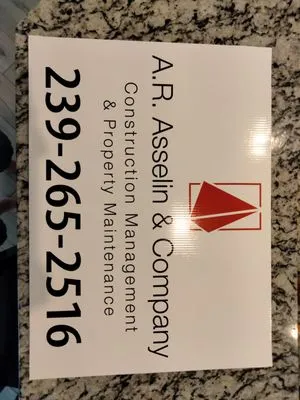 A.R. Asselin & Company
Construction Management
& Property Maintenance
239-265-2516